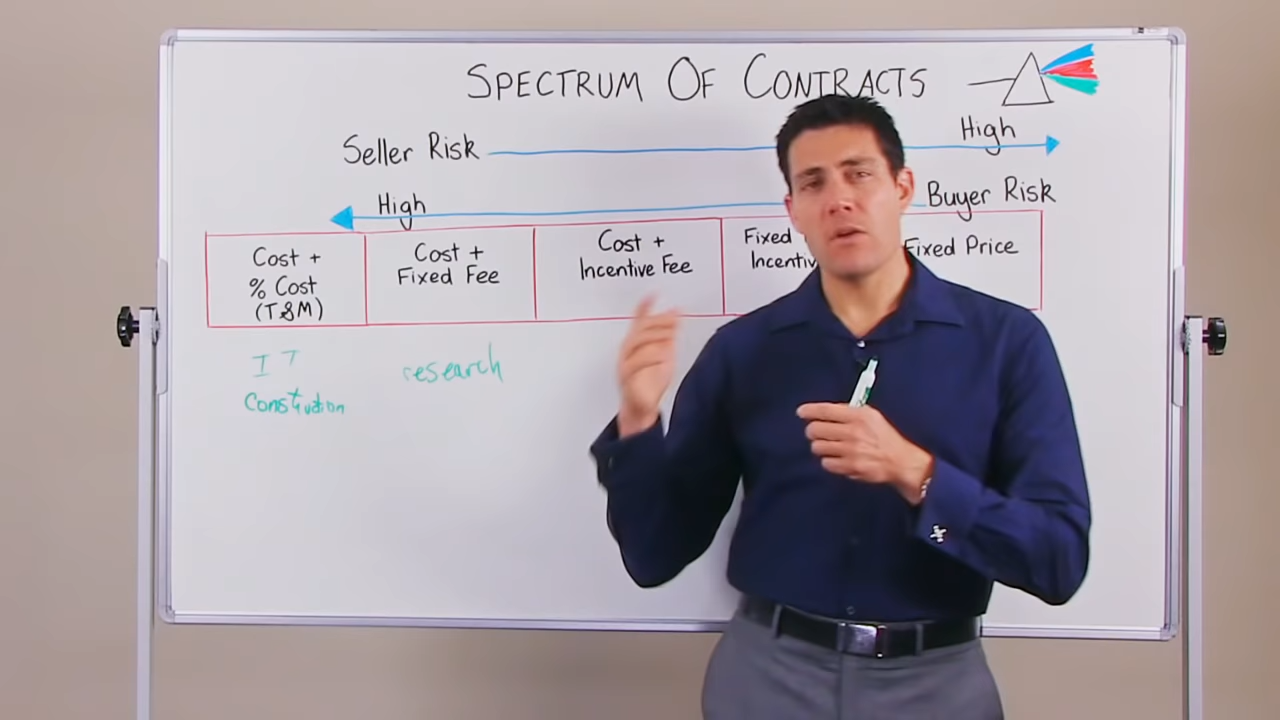 SPECTRUM OF CONTRACTS
High
Seller Risk
High
Buyer Risk
Cost +
% Cost
(T&M)
Cost +
Fixed Fee
Cost +
Incentive Fee
Fixed
Incentiv
Fixed Price
IT
research